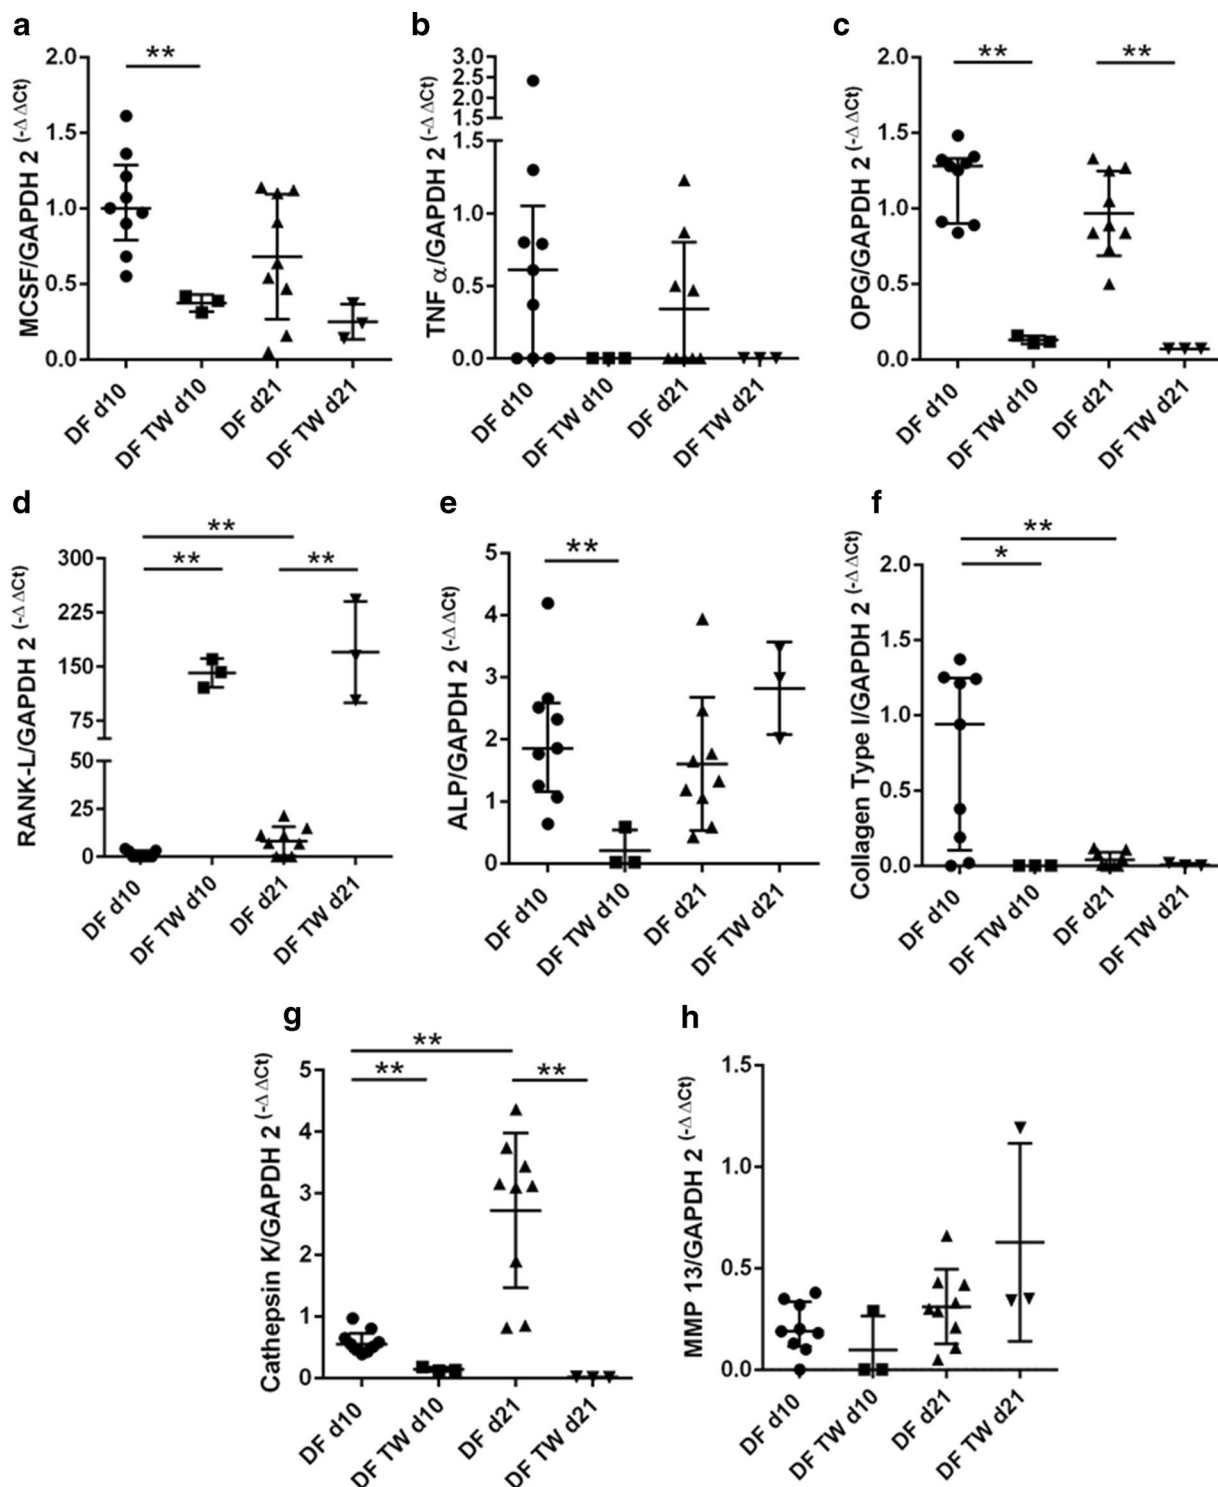 a
**
MCSF/GAPDH 2 (-Δ ΔCt)
2.0
1.5
1.0
0.5
0.0
DF d10
DF TW d10
DF d21
DF TW d21
b
TNF α/GAPDH 2 (-Δ ΔCt)
3.0
2.5
2.0
1.5
1.5
1.0
0.5
0.0
DF d10
DF TW d10
DF d21
DF TW d21
c
**
**
OPG/GAPDH 2 (-Δ ΔCt)
2.0
1.5
1.0
0.5
0.0
DF d10
DF TW d10
DF d21
DF TW d21
d
**
**
**
RANK-L/GAPDH 2 (-Δ ΔCt)
300
225
150
75
50
25
0
DF d10
DF TW d10
DF d21
DF TW d21
e
**
ALP/GAPDH 2 (-Δ ΔCt)
5
4
3
2
1
0
DF d10
DF TW d10
DF d21
DF TW d21
f
**
*
Collagen Type I/GAPDH 2 (-Δ ΔCt)
2.0
1.5
1.0
0.5
0.0
DF d10
DF TW d10
DF d21
DF TW d21
g
**
**
**
Cathepsin K/GAPDH 2 (-Δ ΔCt)
5
4
3
2
1
0
DF d10
DF TW d10
DF d21
DF TW d21
h
MMP 13/GAPDH 2 (-Δ ΔCt)
1.5
1.0
0.5
0.0
DF d10
DF TW d10
DF d21
DF TW d21